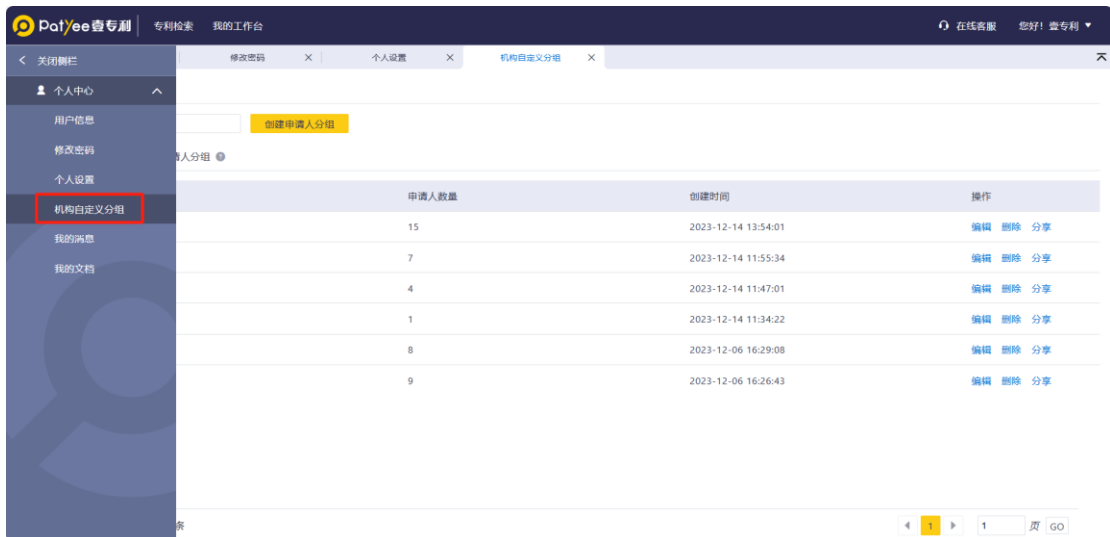 Patyee壹专利 专利检索 我的工作台 在线客服 您好！壹专利 ▼
关闭侧栏 修改密码 × 个人设置 × 机构自定义分组 ×
个人中心
用户信息 创建申请人分组
修改密码
人分组
个人设置
申请人数量 创建时间 操作
机构自定义分组
15 2023-12-14 13:54:01 编辑 删除 分享
我的消息
7 2023-12-14 11:55:34 编辑 删除 分享
我的文档
4 2023-12-14 11:47:01 编辑 删除 分享
1 2023-12-14 11:34:22 编辑 删除 分享
8 2023-12-06 16:29:08 编辑 删除 分享
9 2023-12-06 16:26:43 编辑 删除 分享
条 1 1 页 GO